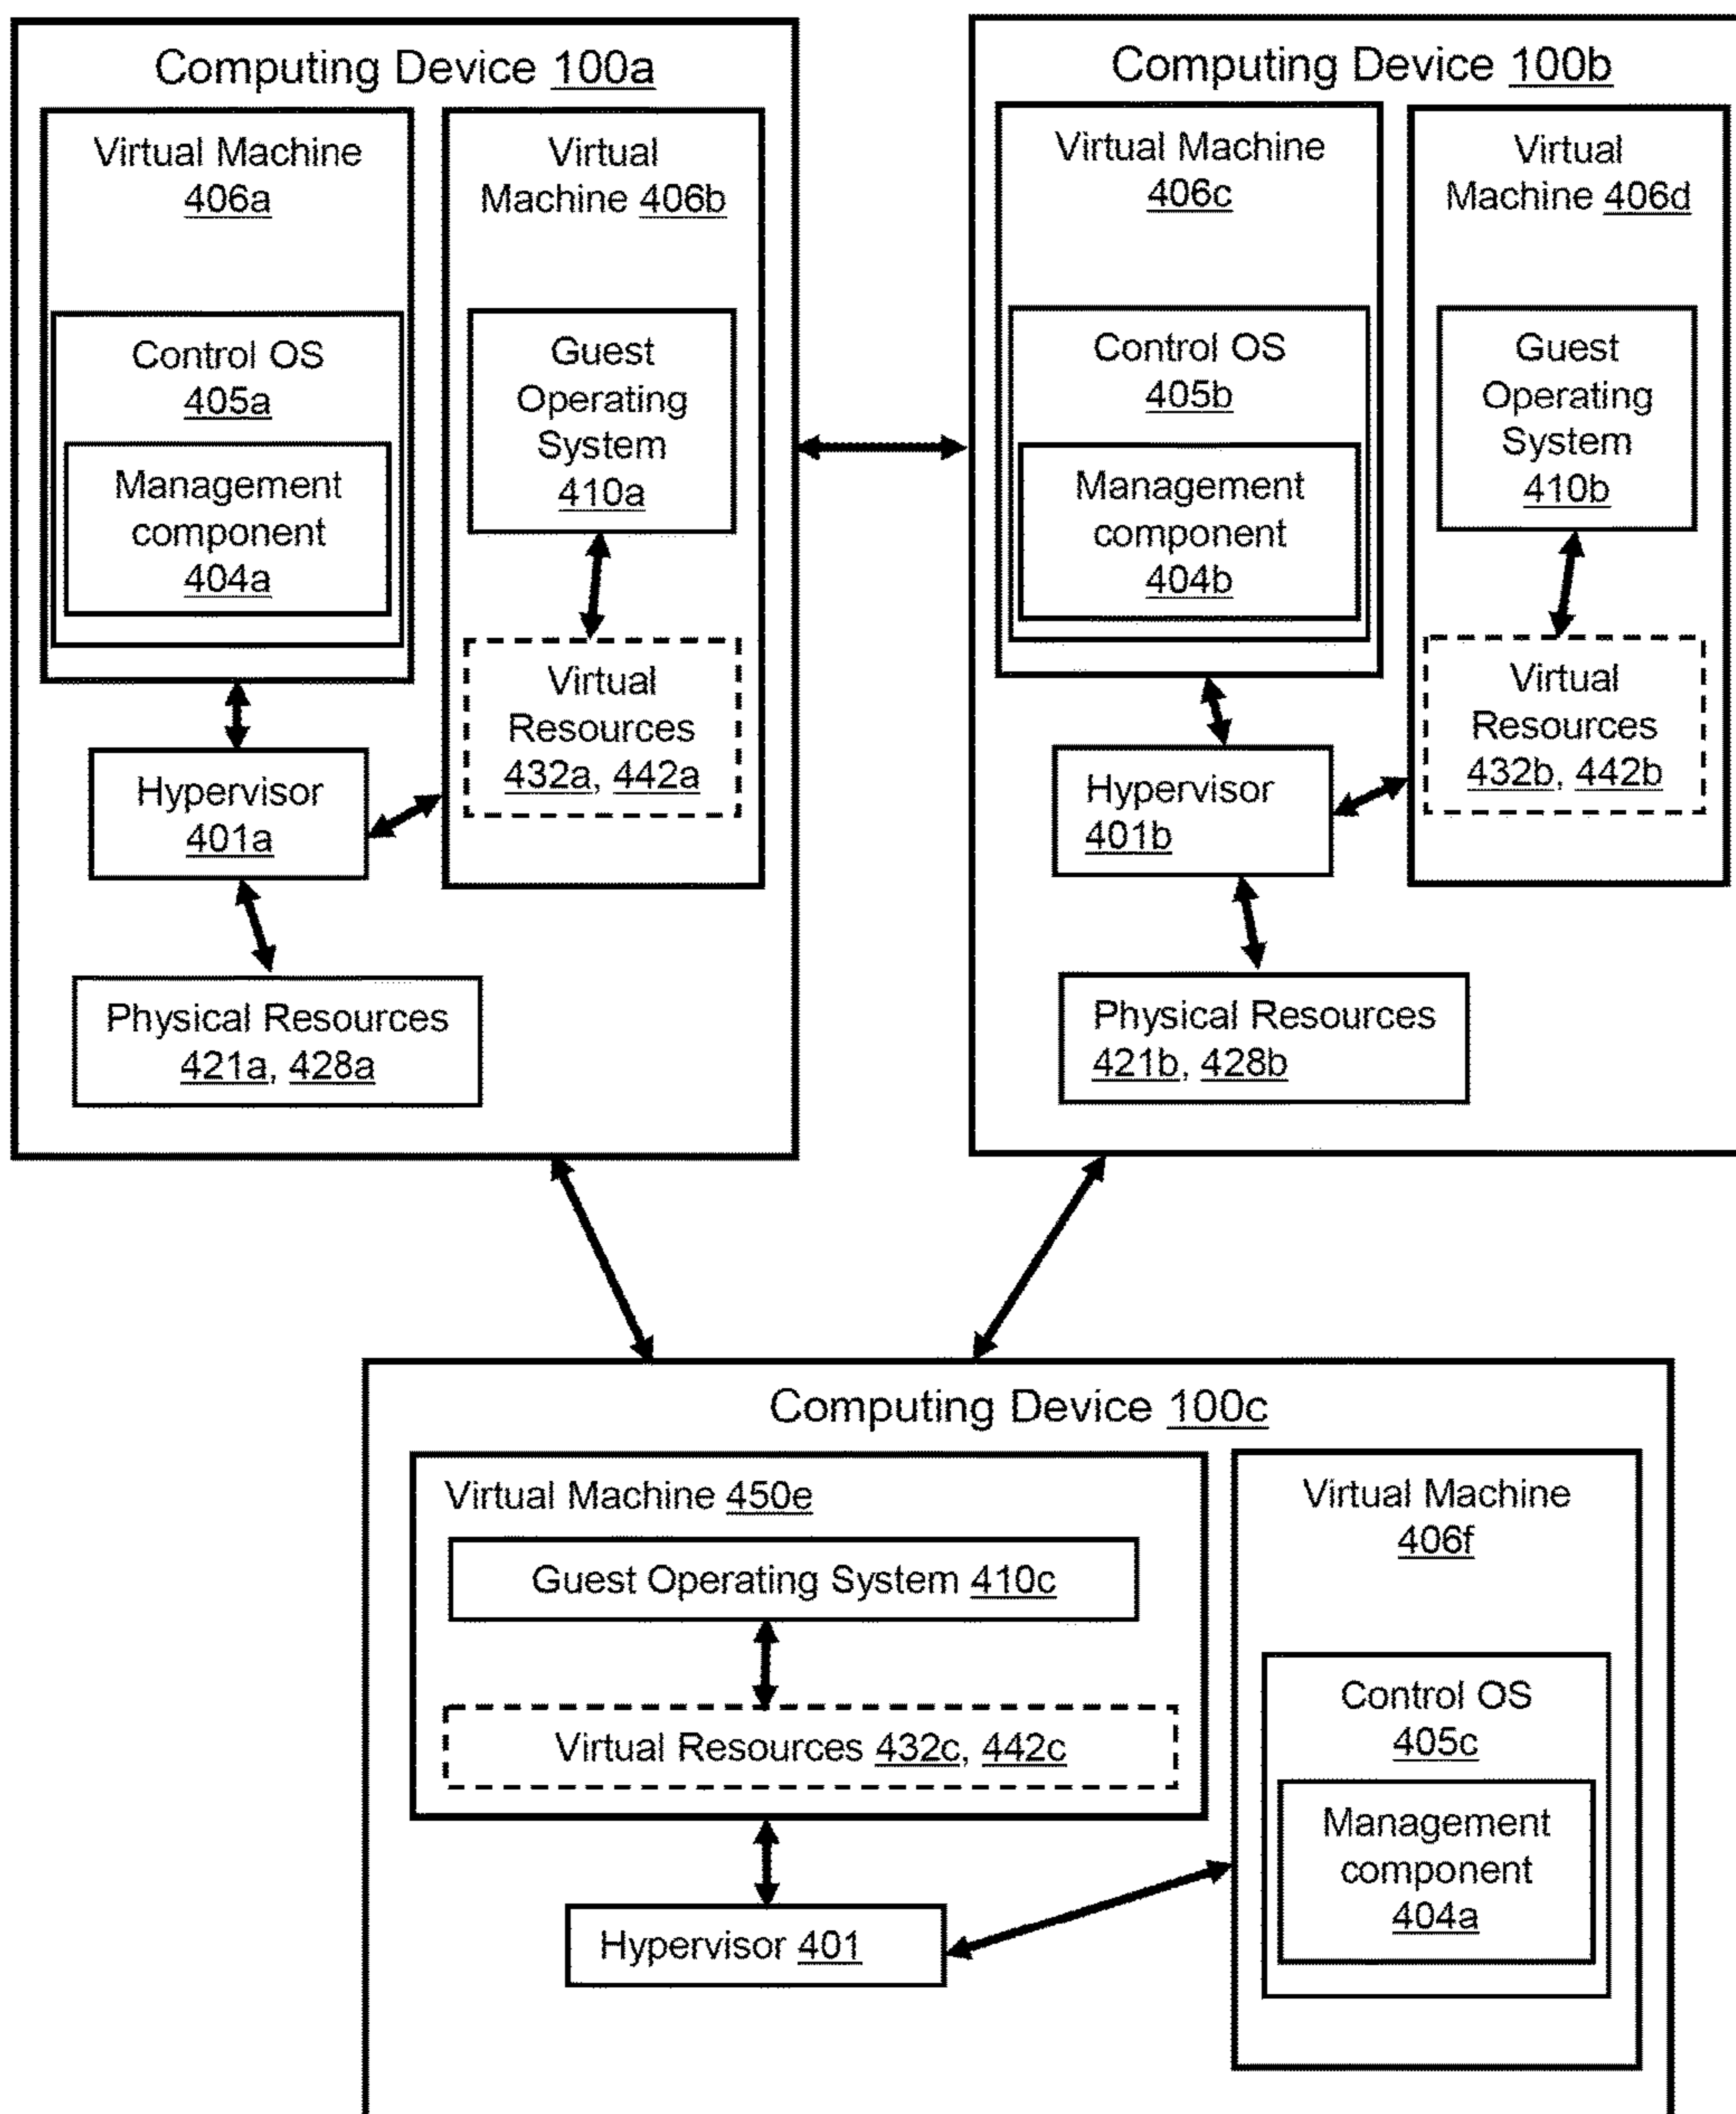 Computing Device 100a
Virtual Machine
406a
Control OS
405a
Management
component
404a
Virtual
Machine 406b
Guest
Operating
System
410a
Virtual
Resources
432a, 442a
Hypervisor
401a
Physical Resources
421a, 428a
Computing Device 100b
Virtual Machine
406c
Control OS
405b
Management
component
404b
Virtual
Machine 406d
Guest
Operating
System
410b
Virtual
Resources
432b, 442b
Hypervisor
401b
Physical Resources
421b, 428b
Computing Device 100c
Virtual Machine 450e
Guest Operating System 410c
Virtual Resources 432c, 442c
Hypervisor 401
Virtual Machine
406f
Control OS
405c
Management
component
404a